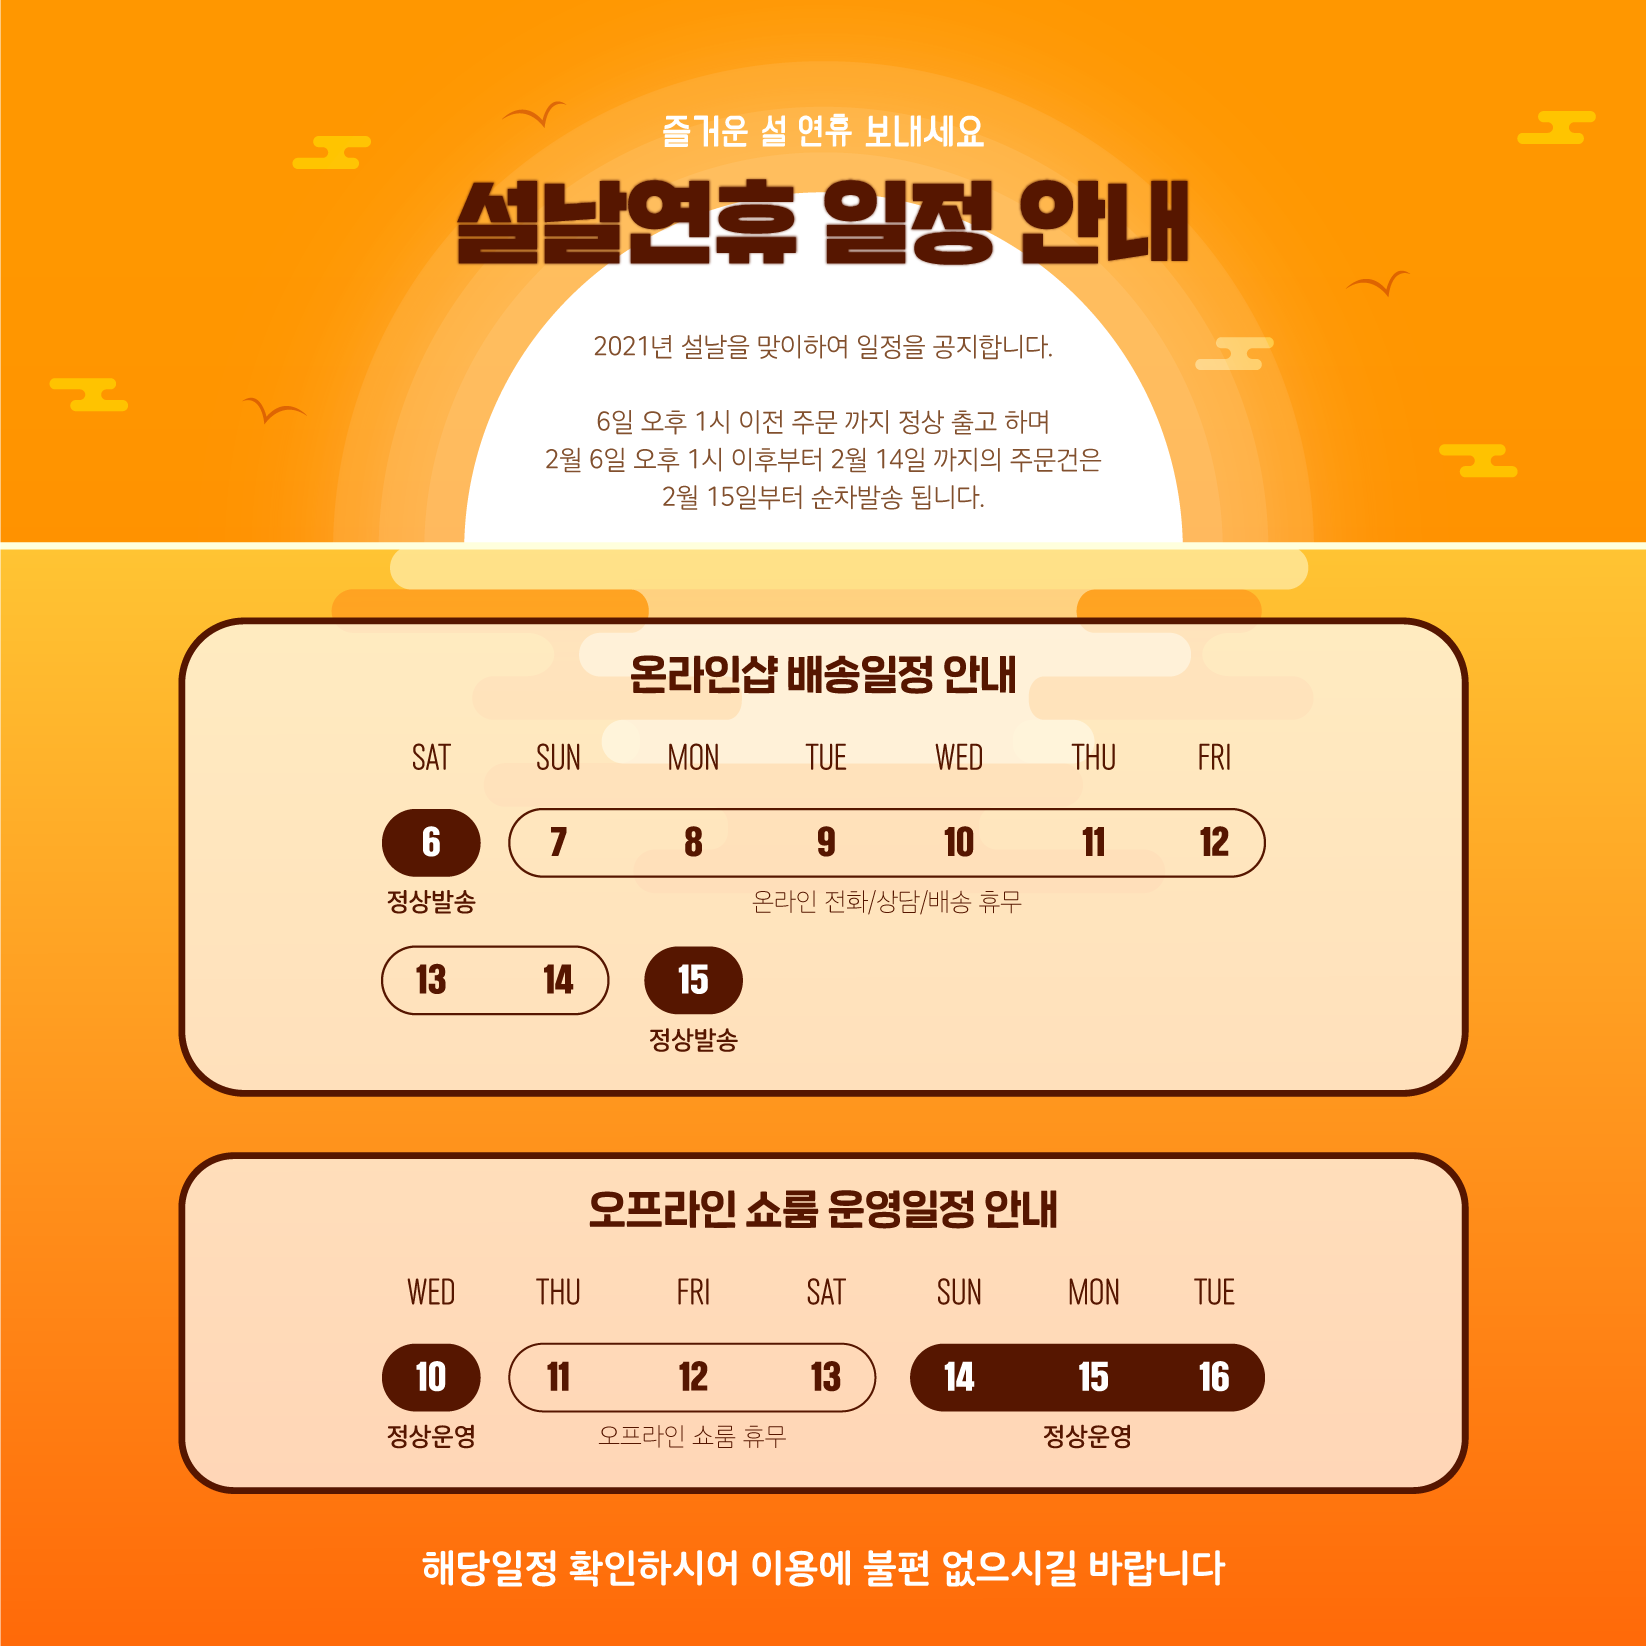 즐거운 설 연휴 보내세요
설날연휴 일정 안내
2021년 설날을 맞이하여 일정을 공지합니다.
6일 오후 1시 이전 주문 까지 정상 출고 하며
2월 6일 오후 1시 이후부터 2월 14일 까지의 주문건은
2월 15일부터 순차발송 됩니다.
온라인샵 배송일정 안내
SAT SUN MON TUE WED THU FRI
6 7 8 9 10 11 12
정상발송 온라인 전화/상담/배송 휴무
13 14 15
정상발송
오프라인 쇼룸 운영일정 안내
WED THU FRI SAT SUN MON TUE
10 11 12 13 14 15 16
정상운영 오프라인 쇼룸 휴무 정상운영
해당일정 확인하시어 이용에 불편 없으시길 바랍니다